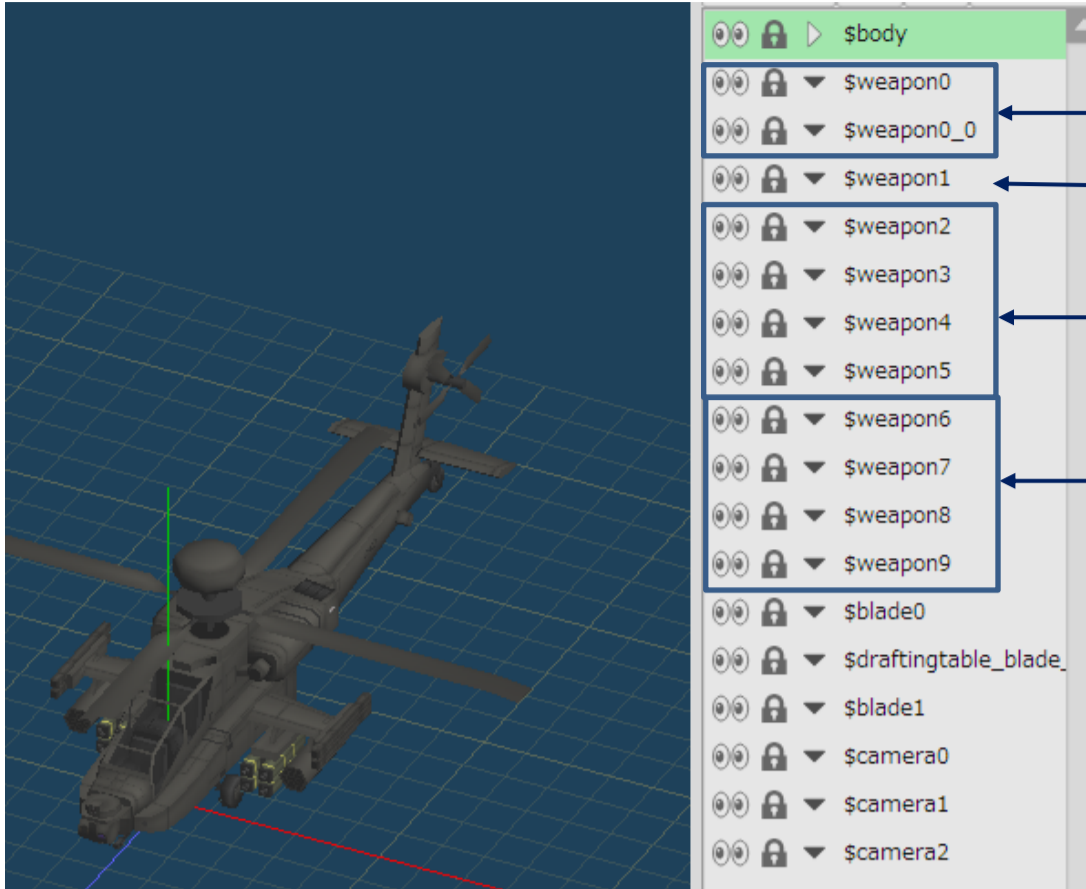 $body
$weapon0
$weapon0_0
$weapon1
$weapon2
$weapon3
$weapon4
$weapon5
$weapon6
$weapon7
$weapon8
$weapon9
$blade0
$draftingtable_blade_
$blade1
$camera0
$camera1
$camera2